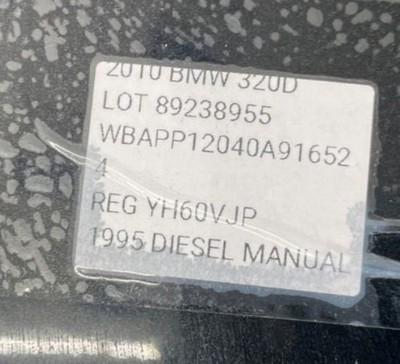 2010 BMW 320D
LOT 89238955
WBAPP12040A91652
4
REG YH60VJP
1995 DIESEL MANUAL